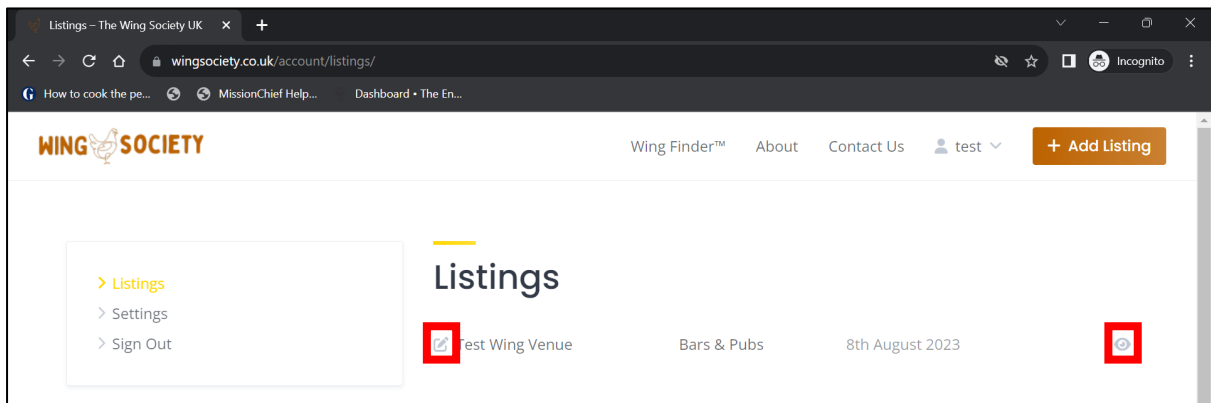 Listings – The Wing Society UK
wingsociety.co.uk/account/listings/
Incognito
How to cook the pe...
MissionChief Help...
Dashboard • The En...
WING SOCIETY
Wing Finder™
About
Contact Us
test
+ Add Listing
> Listings
> Settings
> Sign Out
Listings
Test Wing Venue
Bars & Pubs
8th August 2023